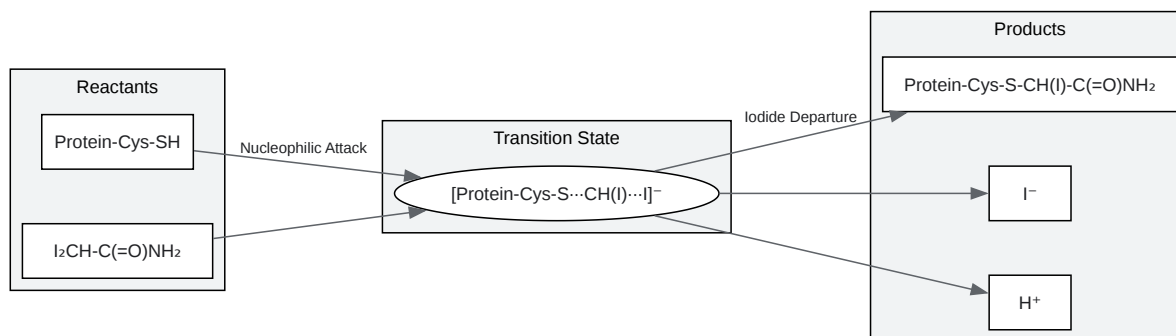 Reactants
Protein-Cys-SH
I₂CH-C(=O)NH₂
Nucleophilic Attack
Transition State
[Protein-Cys-S···CH(I)···I]⁻
Iodide Departure
Products
Protein-Cys-S-CH(I)-C(=O)NH₂
I⁻
H⁺